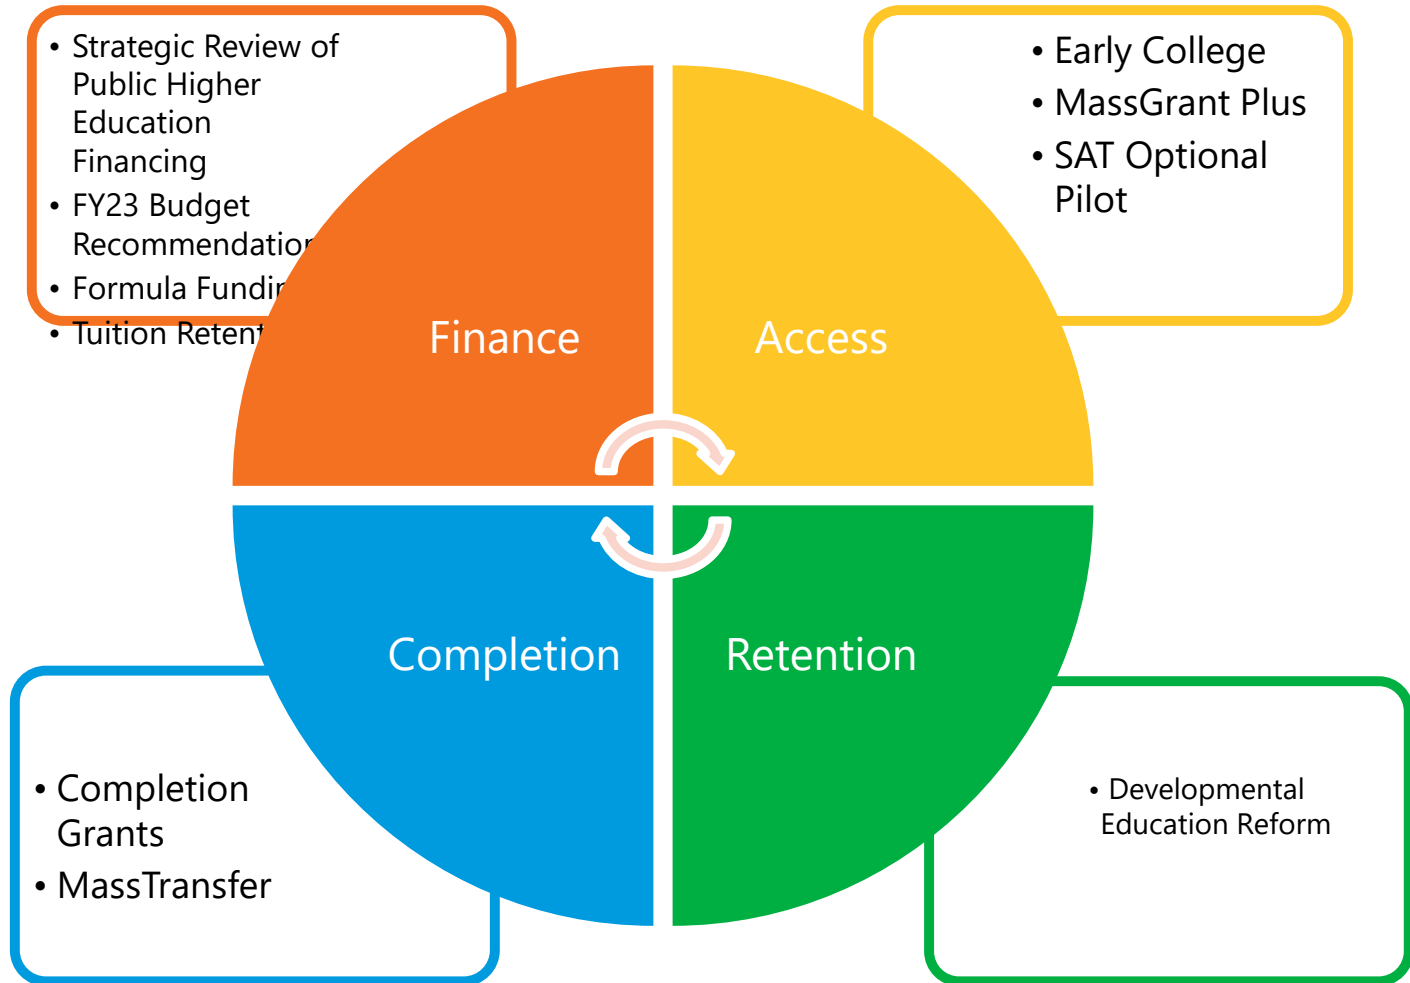 • Strategic Review of
Public Higher
Education
Financing
• FY23 Budget
Recommendation
• Formula Fundin
• Tuition Retent
Finance
• Early College
• MassGrant Plus
• SAT Optional
Pilot
Access
Completion
• Completion
Grants
• MassTransfer
Retention
• Developmental
Education Reform